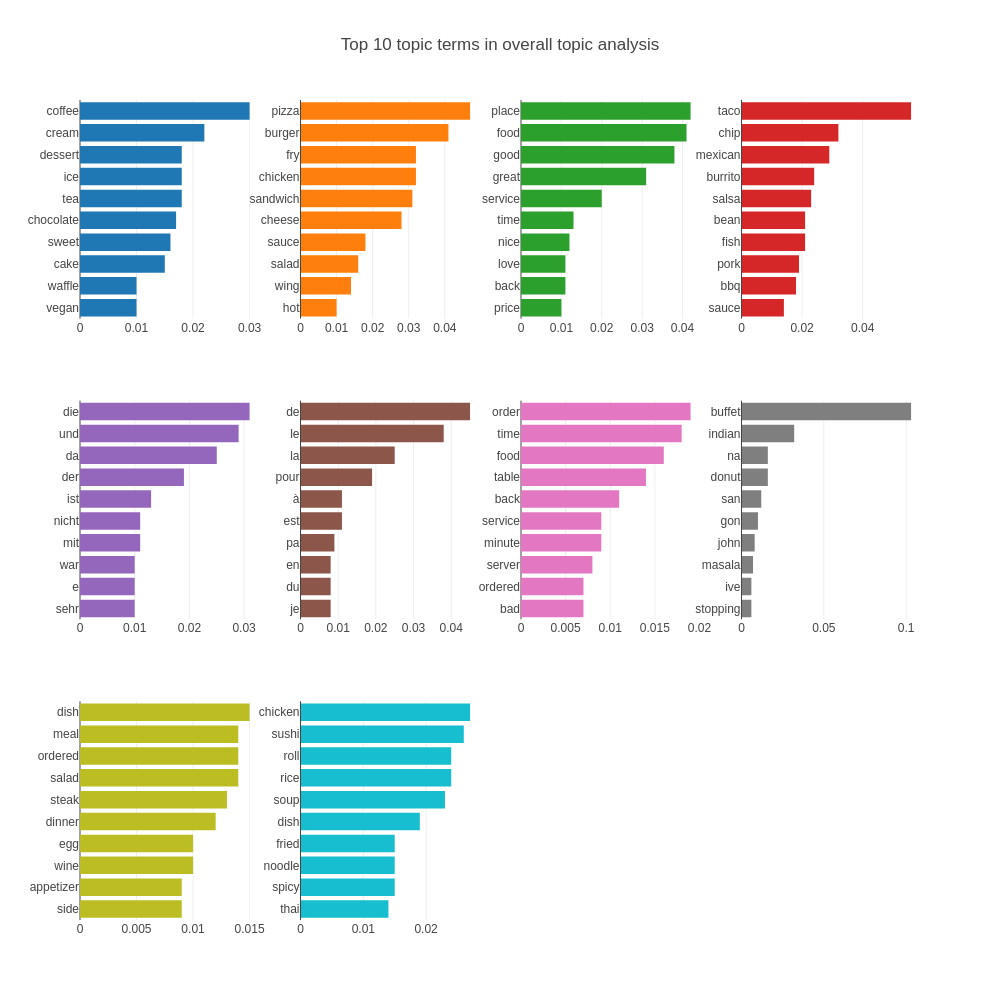 Top 10 topic terms in overall topic analysis
coffee
cream
dessert
ice
tea
chocolate
sweet
cake
waffle
vegan
0 0.01 0.02 0.03
pizza
burger
fry
chicken
sandwich
cheese
sauce
salad
wing
hot
0 0.01 0.02 0.03 0.04
place
food
good
great
service
time
nice
love
back
price
0 0.01 0.02 0.03 0.04
taco
chip
mexican
burrito
salsa
bean
fish
pork
bbq
sauce
0 0.02 0.04
die
und
da
der
ist
nicht
mit
war
e
sehr
0 0.01 0.02 0.03
de
le
la
pour
à
est
pa
en
du
je
0 0.01 0.02 0.03 0.04
order
time
food
table
back
service
minute
server
ordered
bad
0 0.005 0.01 0.015 0.02
buffet
indian
na
donut
san
gon
john
masala
ive
stopping
0 0.05 0.1
dish
meal
ordered
salad
steak
dinner
egg
wine
appetizer
side
0 0.005 0.01 0.015
chicken
sushi
roll
rice
soup
dish
fried
noodle
spicy
thai
0 0.01 0.02